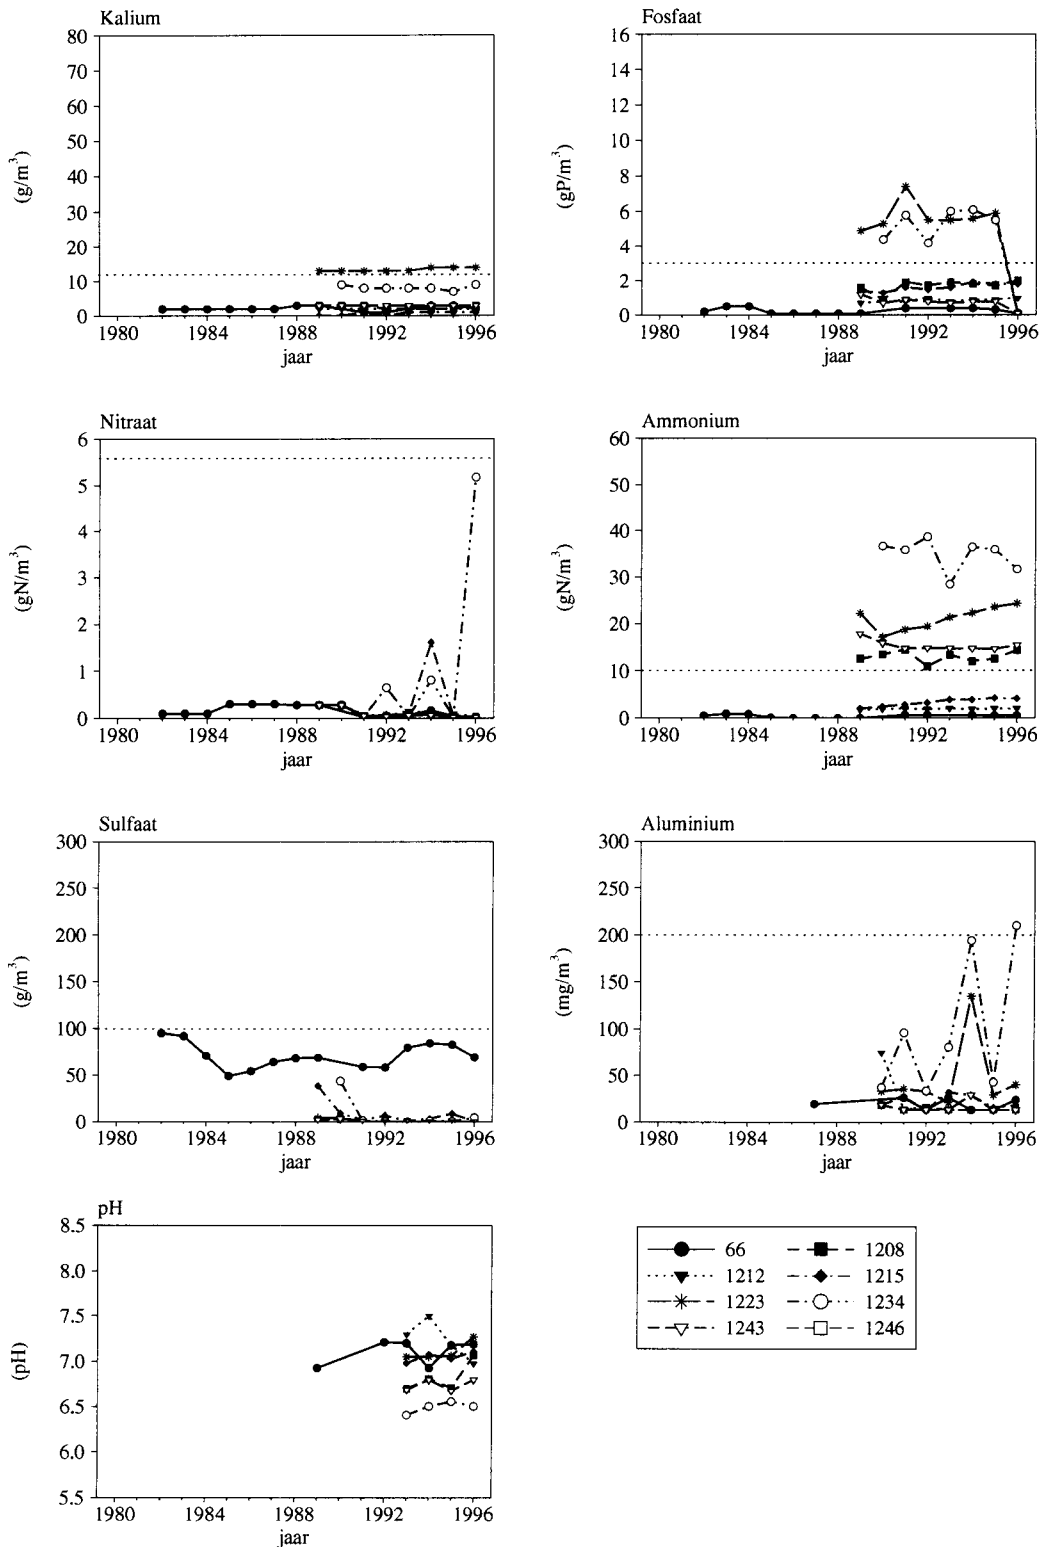 Kalium
80
70
60
50
40
30
20
10
0
(g/m³)
1980 1984 1988 1992 1996
jaar
Fosfaat
16
14
12
10
8
6
4
2
0
(gP/m³)
1980 1984 1988 1992 1996
jaar
Nitraat
6
5
4
3
2
1
0
(gN/m³)
1980 1984 1988 1992 1996
jaar
Ammonium
60
50
40
30
20
10
0
(gN/m³)
1980 1984 1988 1992 1996
jaar
Sulfaat
300
250
200
150
100
50
0
(g/m³)
1980 1984 1988 1992 1996
jaar
Aluminium
300
250
200
150
100
50
0
(mg/m³)
1980 1984 1988 1992 1996
jaar
pH
8.5
8.0
7.5
7.0
6.5
6.0
5.5
(pH)
1980 1984 1988 1992 1996
jaar
66 1208
1212 1215
1223 1234
1243 1246